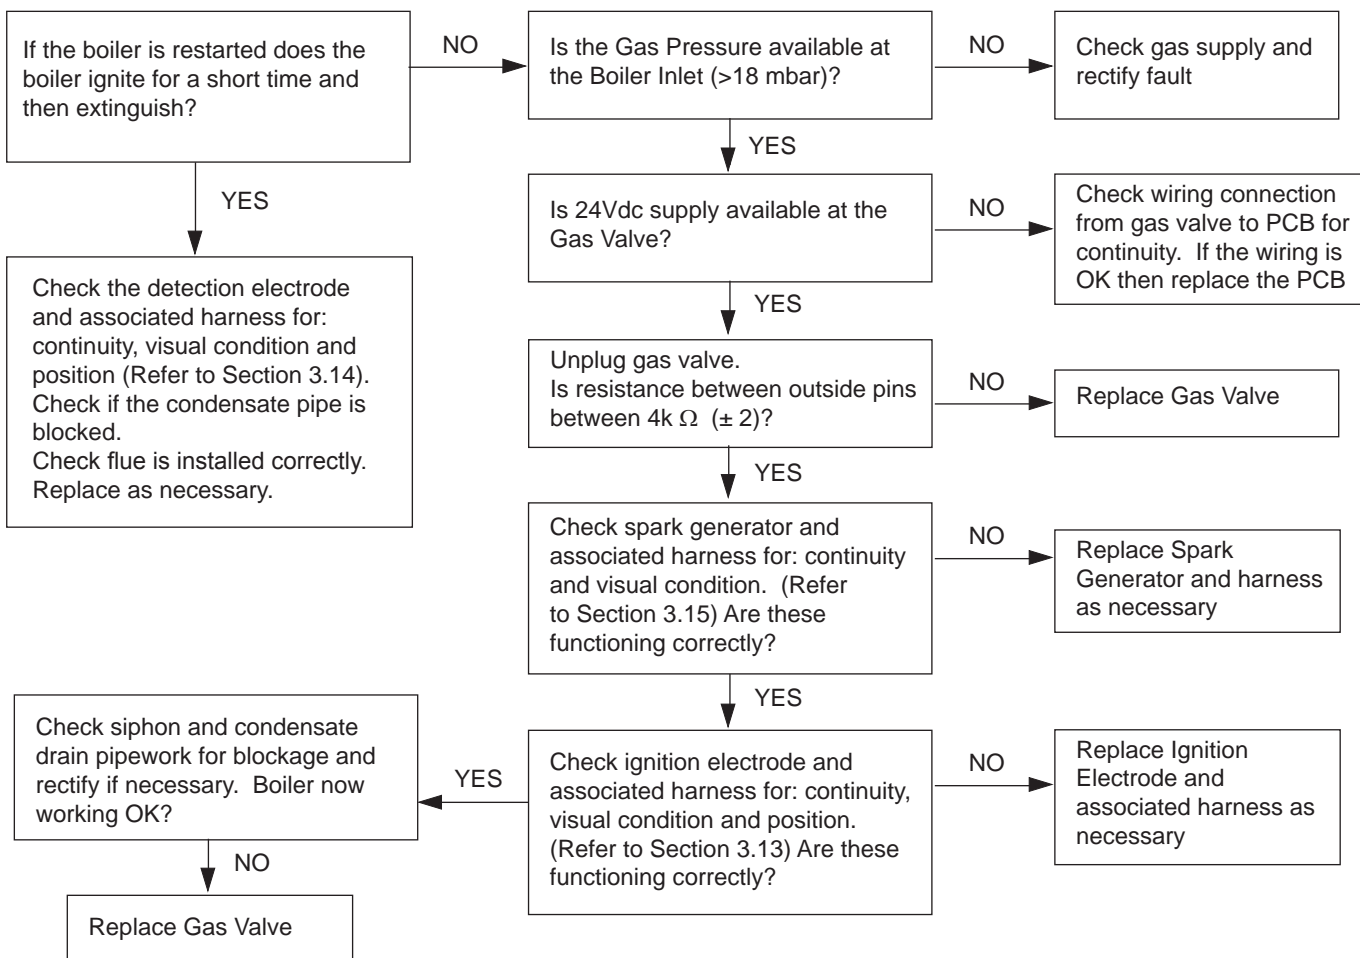 If the boiler is restarted does the
boiler ignite for a short time and
then extinguish?
NO
Is the Gas Pressure available at
the Boiler Inlet (>18 mbar)?
NO
Check gas supply and
rectify fault
YES
YES
Is 24Vdc supply available at the
Gas Valve?
NO
Check wiring connection
from gas valve to PCB for
continuity.  If the wiring is
OK then replace the PCB
Check the detection electrode
and associated harness for:
continuity, visual condition and
position (Refer to Section 3.14).
Check if the condensate pipe is
blocked.
Check flue is installed correctly.
Replace as necessary.
YES
Unplug gas valve.
Is resistance between outside pins
between 4k Ω (± 2)?
NO
Replace Gas Valve
YES
Check spark generator and
associated harness for: continuity
and visual condition.  (Refer
to Section 3.15) Are these
functioning correctly?
NO
Replace Spark
Generator and harness
as necessary
YES
Check ignition electrode and
associated harness for: continuity,
visual condition and position.
(Refer to Section 3.13) Are these
functioning correctly?
NO
Replace Ignition
Electrode and
associated harness as
necessary
YES
Check siphon and condensate
drain pipework for blockage and
rectify if necessary.  Boiler now
working OK?
NO
Replace Gas Valve